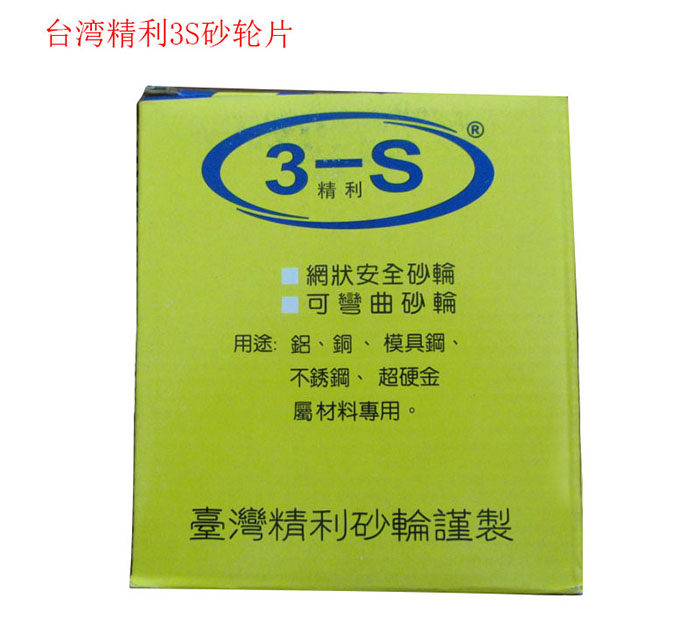 台湾精利3S砂轮片
®
3-S
精利
網狀安全砂輪
可彎曲砂輪
用途: 鋁、銅、模具鋼、
不銹鋼、超硬金
屬材料專用。
臺灣精利砂輪謹製